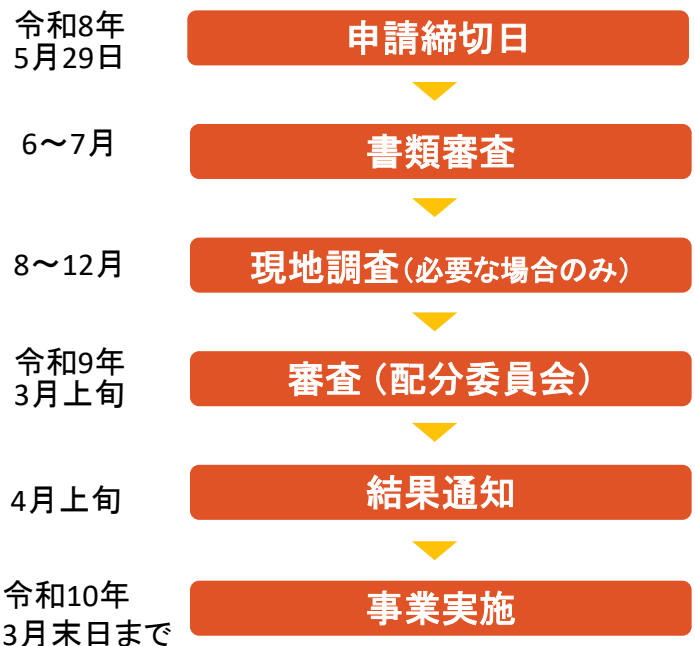 令和8年
5月29日
申請締切日
6～7月
書類審査
8～12月
現地調査(必要な場合のみ)
令和9年
3月上旬
審査(配分委員会)
4月上旬
結果通知
令和10年
3月末日まで
事業実施